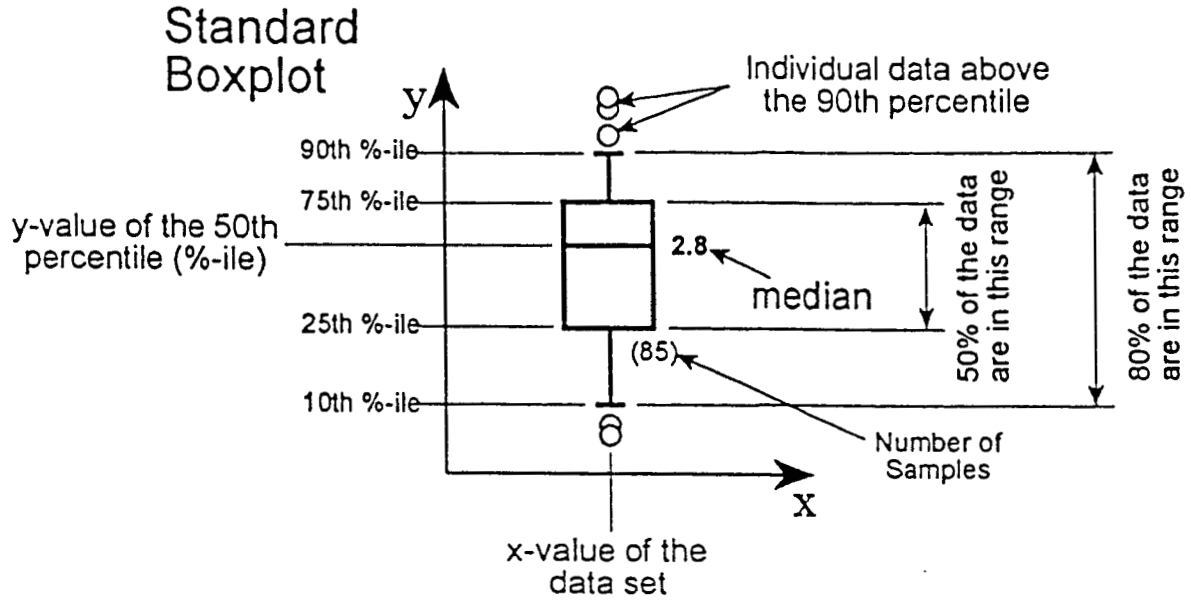 Standard
Boxplot
y
Individual data above
the 90th percentile
90th %-ile
75th %-ile
y-value of the 50th
percentile (%-ile)
2.8
median
25th %-ile
(85)
10th %-ile
50% of the data
are in this range
80% of the data
are in this range
Number of
Samples
x
x-value of the
data set